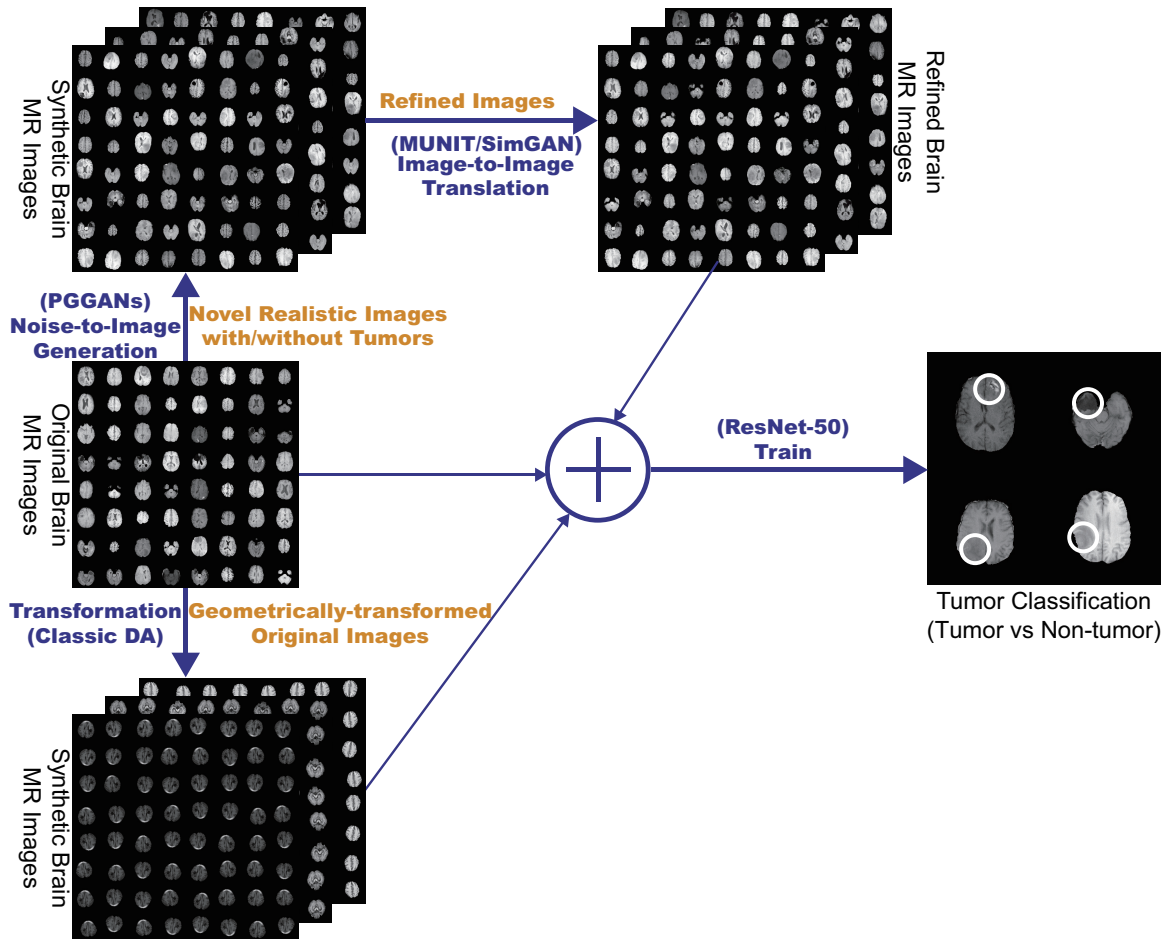 Synthetic Brain
MR Images
Refined Images
(MUNIT/SimGAN)
Image-to-Image
Translation
Refined Brain
MR Images
(PGGANs)
Noise-to-Image
Generation
Novel Realistic Images
with/without Tumors
Original Brain
MR Images
(ResNet-50)
Train
Transformation
(Classic DA)
Geometrically-transformed
Original Images
Tumor Classification
(Tumor vs Non-tumor)
Synthetic Brain
MR Images